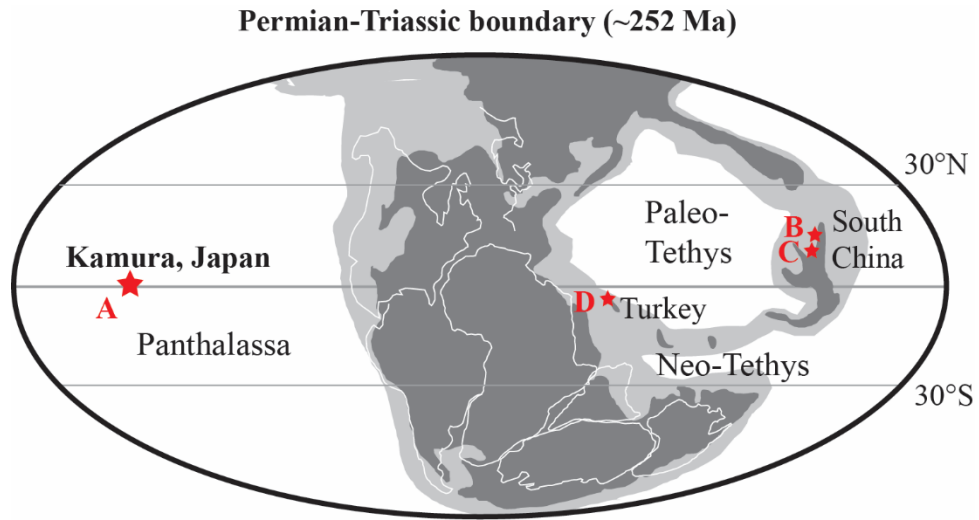 Permian-Triassic boundary (~252 Ma)
30°N
Paleo-
Tethys
B
South
C
China
Kamura, Japan
A
D
Turkey
Panthalassa
Neo-Tethys
30°S